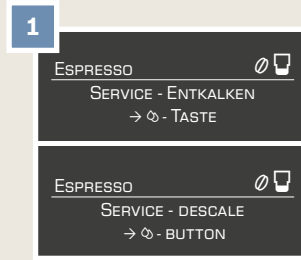 1
ESPRESSO
SERVICE - ENTKALKEN
→ - TASTE
ESPRESSO
SERVICE - DESCALE
→ - BUTTON